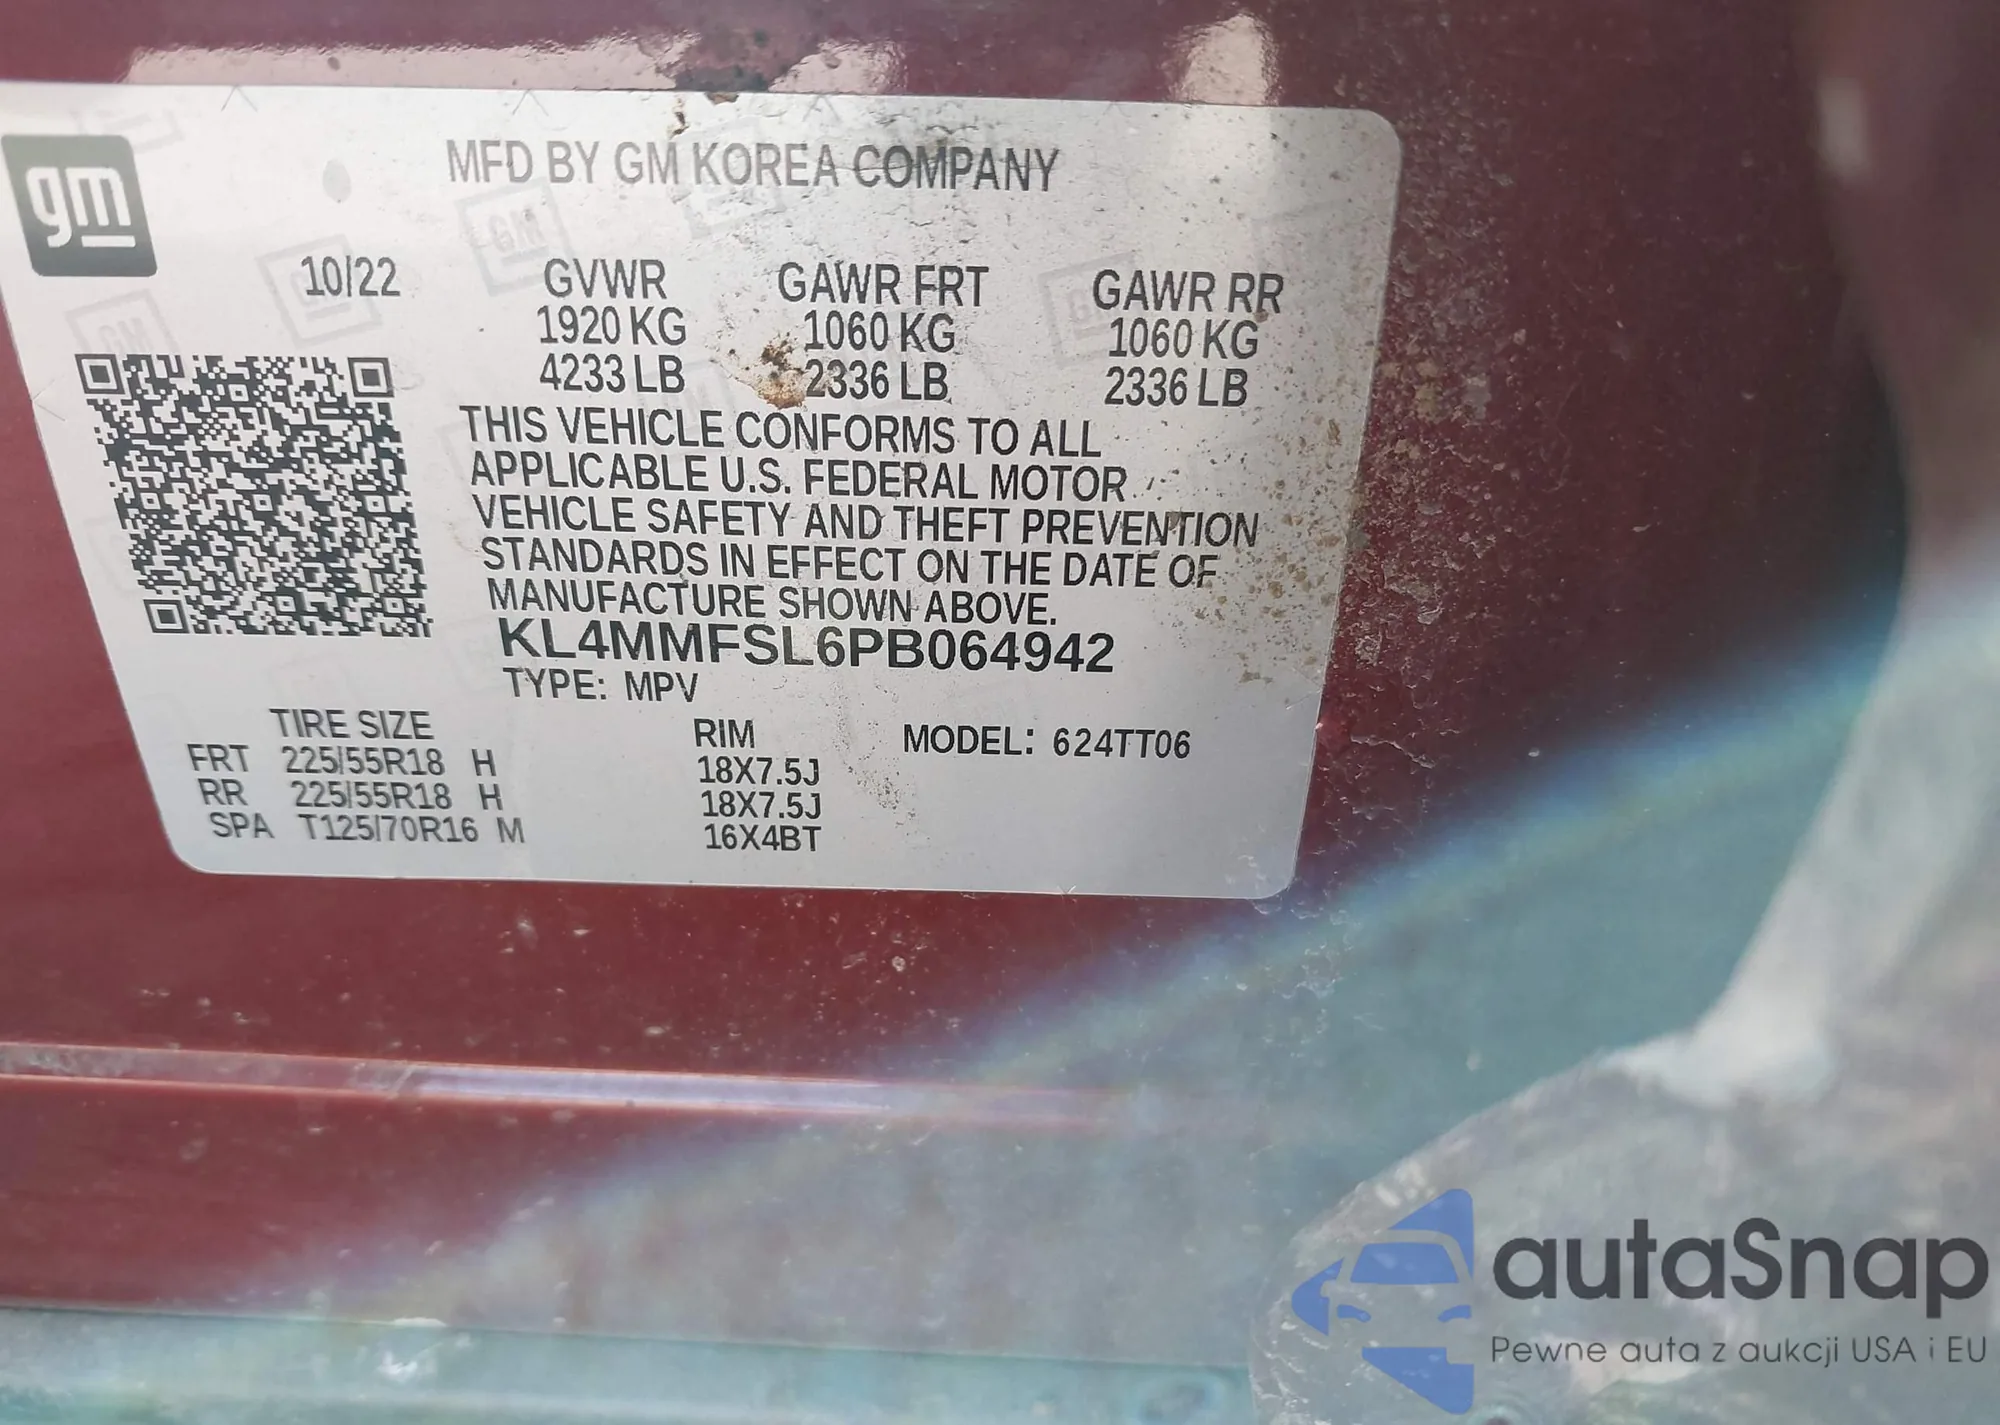 gm
MFD BY GM KOREA COMPANY
10/22 GVWR GAWR FRT GAWR RR
1920 KG 1060 KG 1060 KG
4233 LB 2336 LB 2336 LB
THIS VEHICLE CONFORMS TO ALL
APPLICABLE U.S. FEDERAL MOTOR
VEHICLE SAFETY AND THEFT PREVENTION
STANDARDS IN EFFECT ON THE DATE OF
MANUFACTURE SHOWN ABOVE.
KL4MMFSL6PB064942
TYPE: MPV
TIRE SIZE RIM MODEL: 624TT06
FRT 225/55R18 H 18X7.5J
RR 225/55R18 H 18X7.5J
SPA T125/70R16 M 16X4BT
autaSnap
Pewne auta z aukcji USA i EU